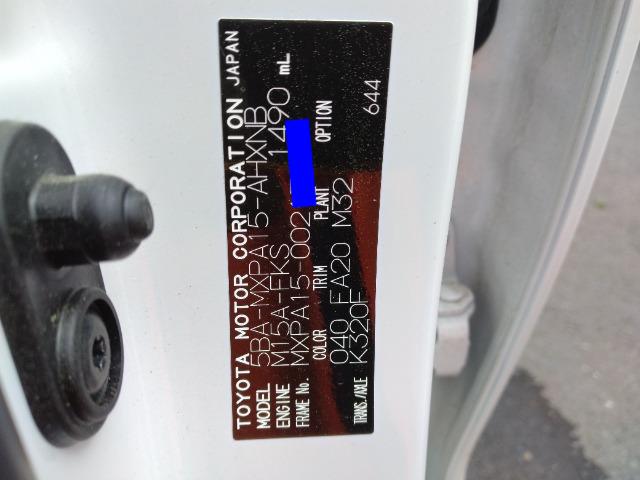 TOYOTA MOTOR CORPORATION JAPAN
MODEL 5BA-MXPA15-AHXNB
ENGINE M15A-FKS 1490 mL
FRAME No. MXPA15-002
COLOR TRIM PLANT OPTION
040 EA20 M32
TRANS./AXLE K320F 644